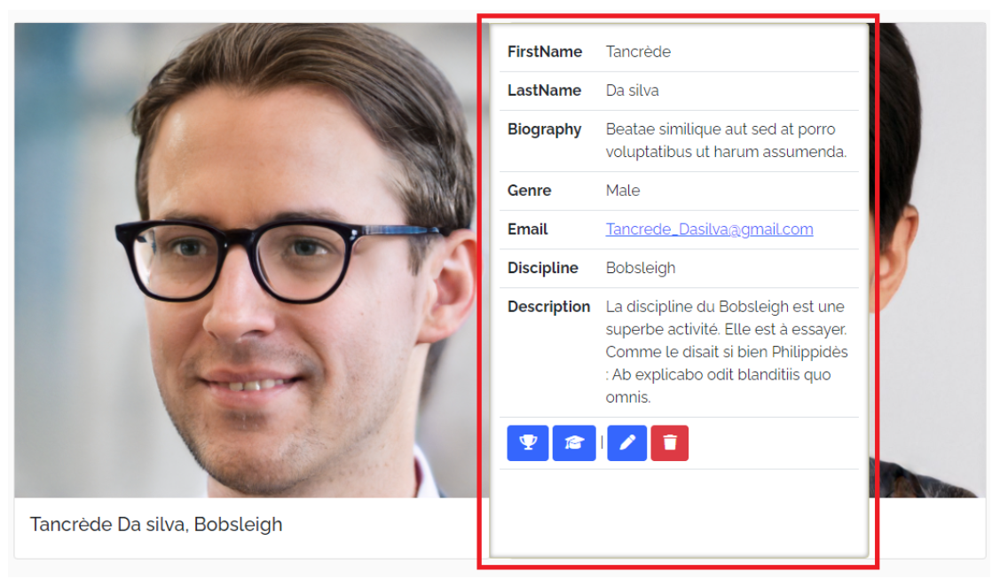 FirstName Tancrède
LastName Da silva
Biography Beatae similique aut sed at porro
voluptatibus ut harum assumenda.
Genre Male
Email Tancrede_Dasilva@gmail.com
Discipline Bobsleigh
Description La discipline du Bobsleigh est une
superbe activité. Elle est à essayer.
Comme le disait si bien Philippidès
: Ab explicabo odit blanditiis quo
omnis.
|
Tancrède Da silva, Bobsleigh